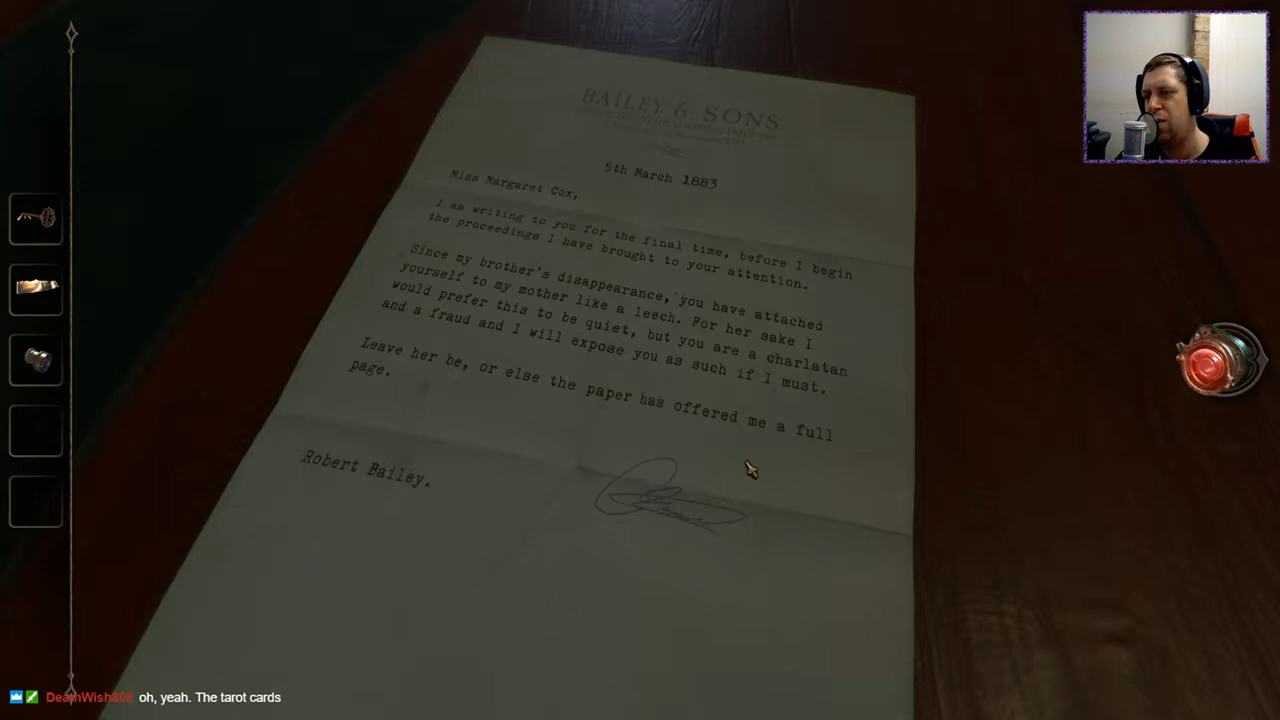 BAILEY & SONS
5th March 1883
Miss Margaret Cox,
I am writing to you for the final time, before I begin
the proceedings I have brought to your attention.
Since my brother's disappearance, you have attached
yourself to my mother like a leech. For her sake I
would prefer this to be quiet, but you are a charlatan
and a fraud and I will expose you as such if I must.
Leave her be, or else the paper has offered me a full
page.
Robert Bailey.
DeathWish808 oh, yeah. The tarot cards